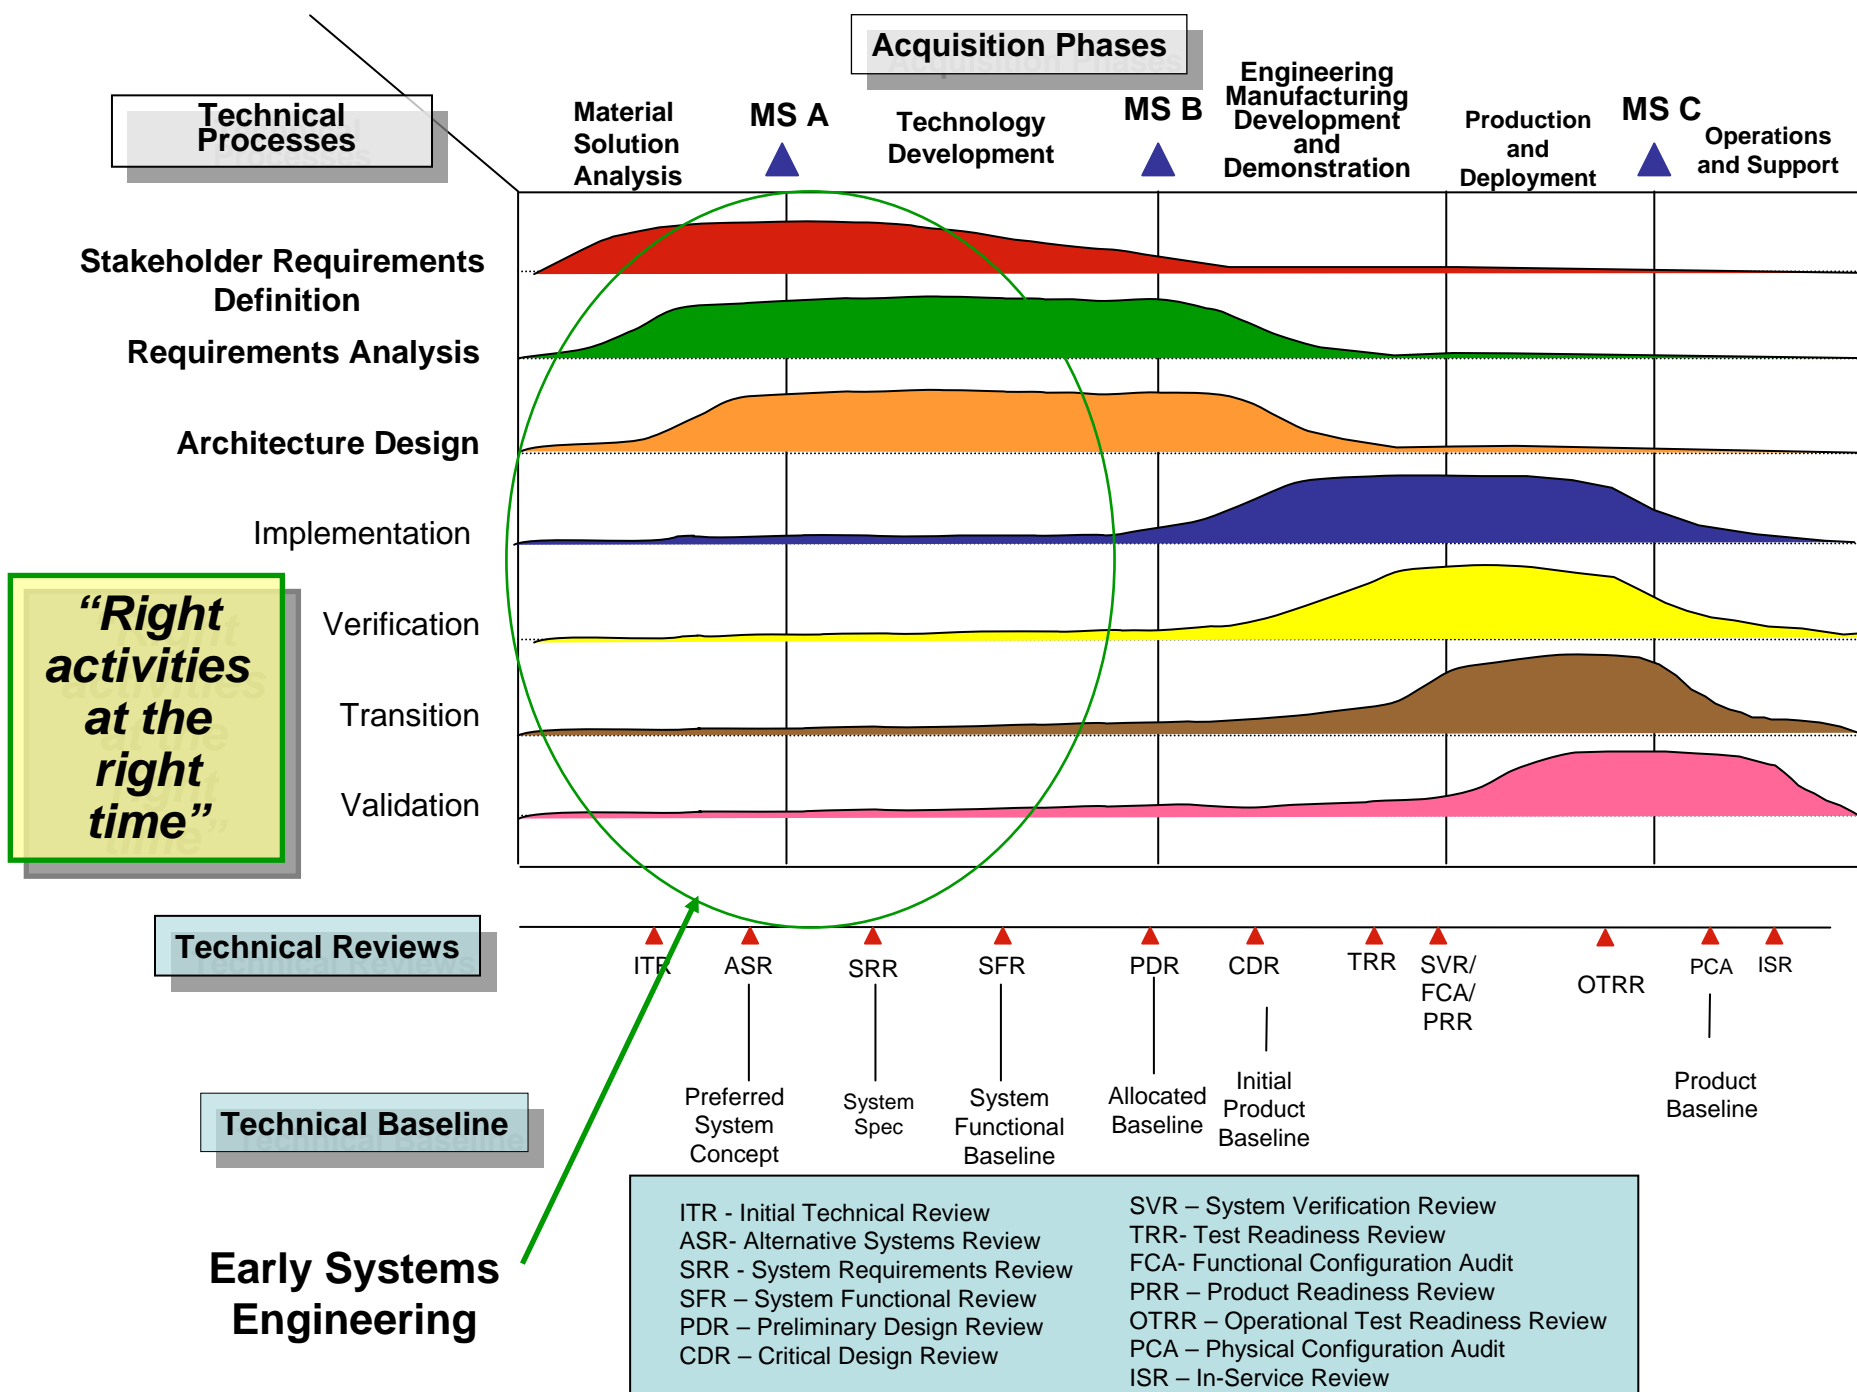 Acquisition Phases
Technical
Processes
Material
Solution
Analysis
MS A
Technology
Development
MS B
Engineering
Manufacturing
Development
and
Demonstration
Production
and
Deployment
MS C
Operations
and Support
Stakeholder Requirements
Definition
Requirements Analysis
Architecture Design
Implementation
Verification
Transition
Validation
“Right
activities
at the
right
time”
Technical Reviews
ITR
ASR
SRR
SFR
PDR
CDR
TRR
SVR/
FCA/
PRR
OTRR
PCA
ISR
Technical Baseline
Preferred
System
Concept
System
Spec
System
Functional
Baseline
Allocated
Baseline
Initial
Product
Baseline
Product
Baseline
Early Systems
Engineering
ITR - Initial Technical Review
ASR- Alternative Systems Review
SRR - System Requirements Review
SFR – System Functional Review
PDR – Preliminary Design Review
CDR – Critical Design Review
SVR – System Verification Review
TRR- Test Readiness Review
FCA- Functional Configuration Audit
PRR – Product Readiness Review
OTRR – Operational Test Readiness Review
PCA – Physical Configuration Audit
ISR – In-Service Review